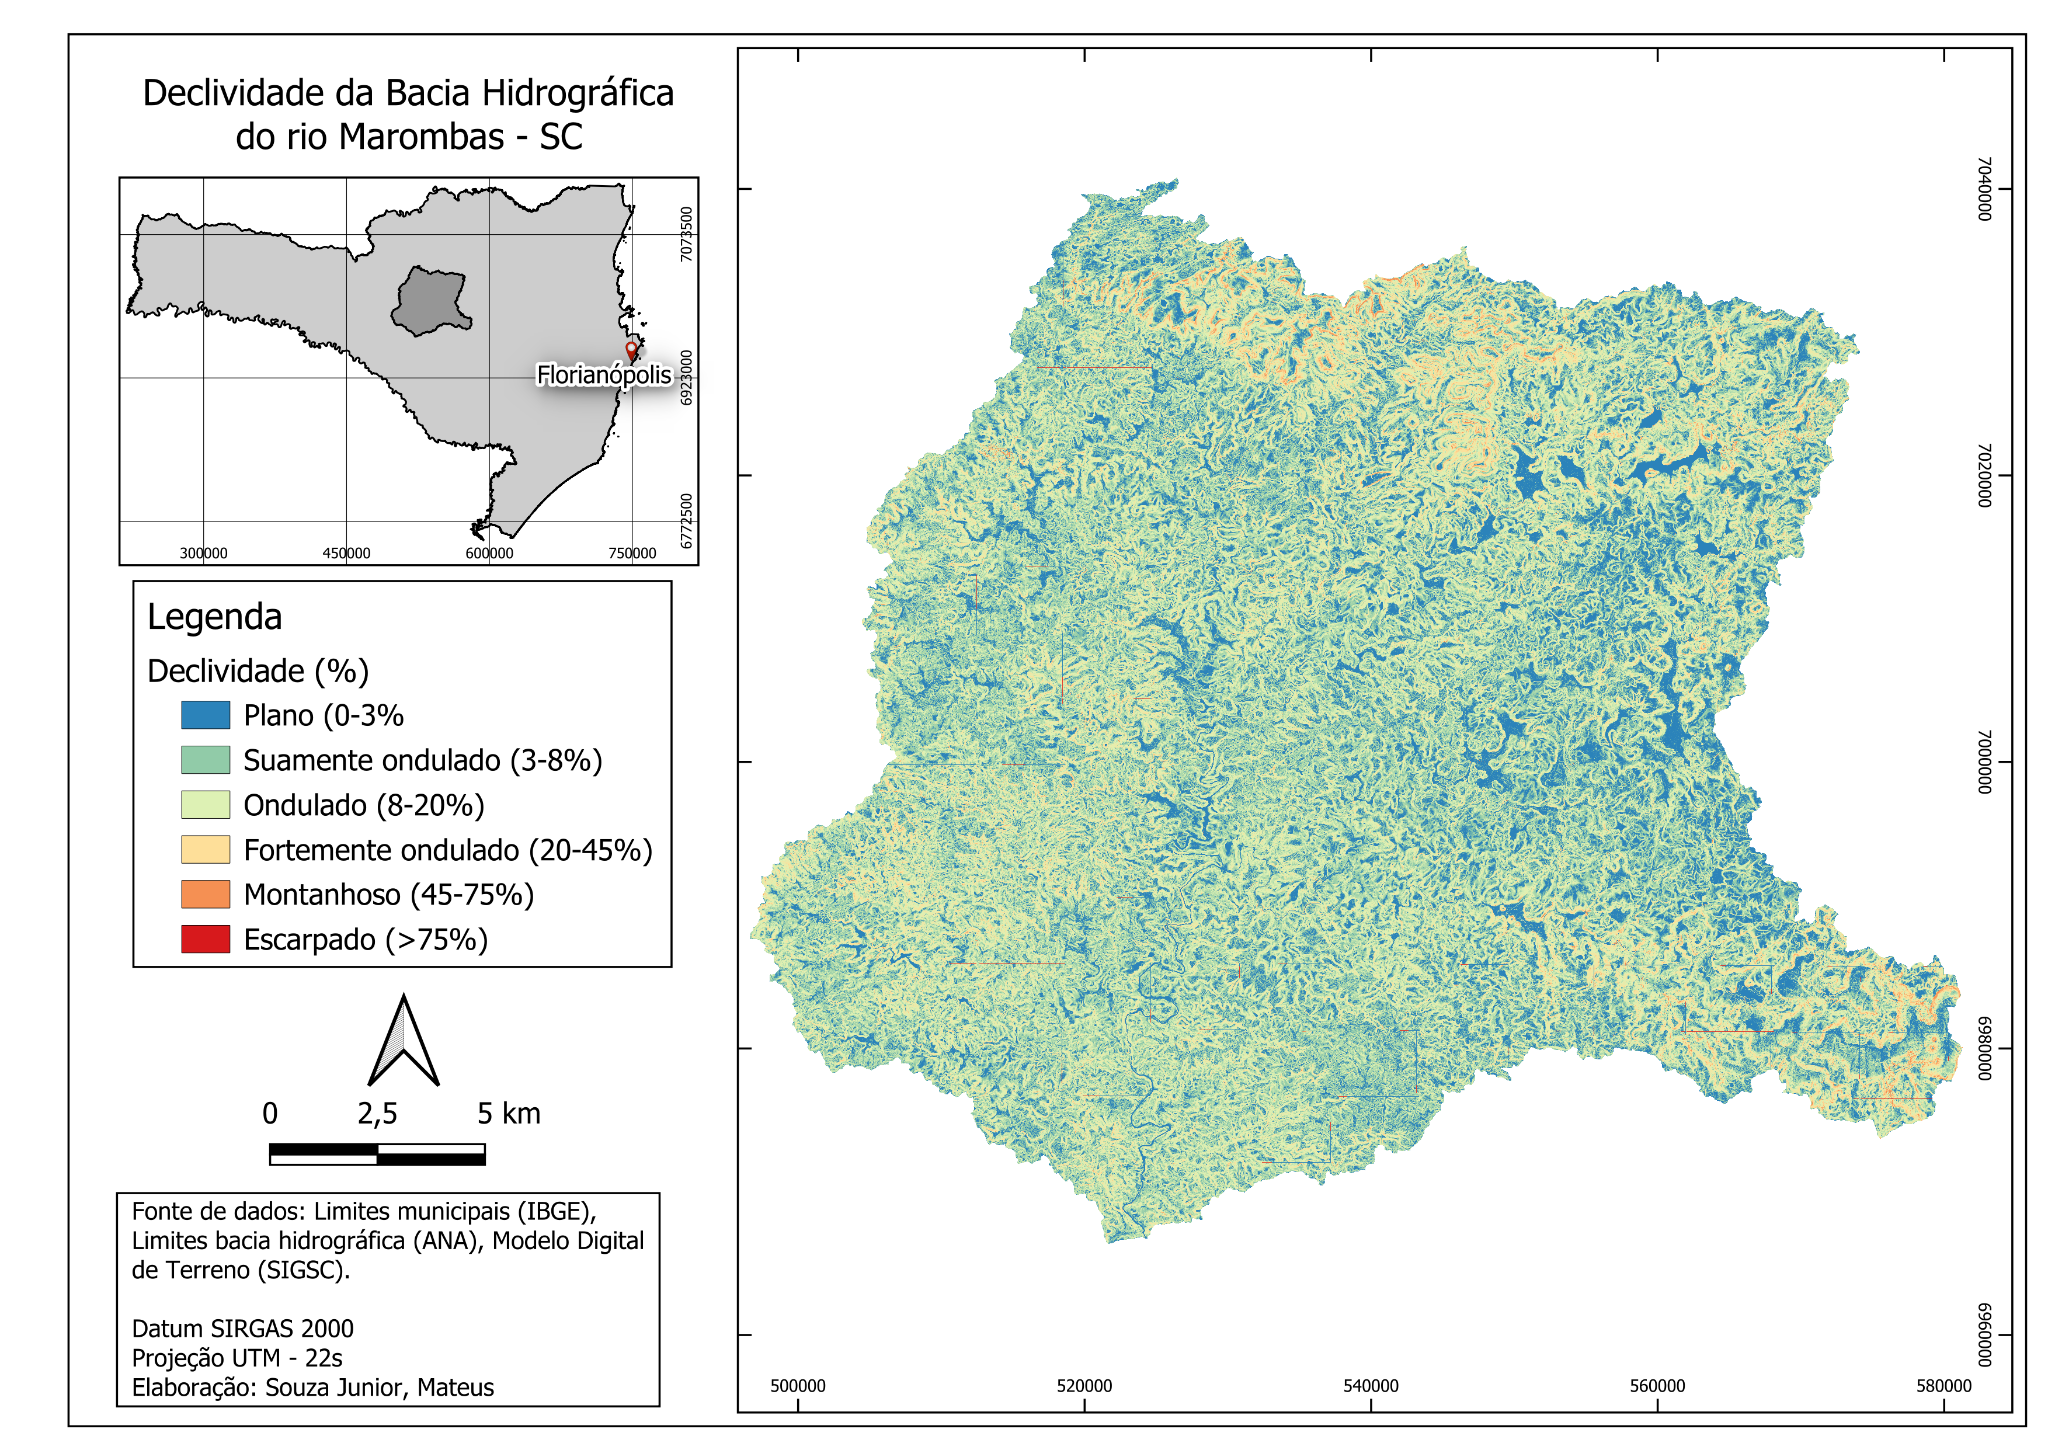 Declividade da Bacia Hidrográfica
do rio Marombas - SC
7073500
6923000
6772500
Florianópolis
300000
450000
600000
750000
Legenda
Declividade (%)
Plano (0-3%
Suamente ondulado (3-8%)
Ondulado (8-20%)
Fortemente ondulado (20-45%)
Montanhoso (45-75%)
Escarpado (>75%)
0
2,5
5 km
Fonte de dados: Limites municipais (IBGE),
Limites bacia hidrográfica (ANA), Modelo Digital
de Terreno (SIGSC).
Datum SIRGAS 2000
Projeção UTM - 22s
Elaboração: Souza Junior, Mateus
7040000
7020000
7000000
6980000
6960000
500000
520000
540000
560000
580000